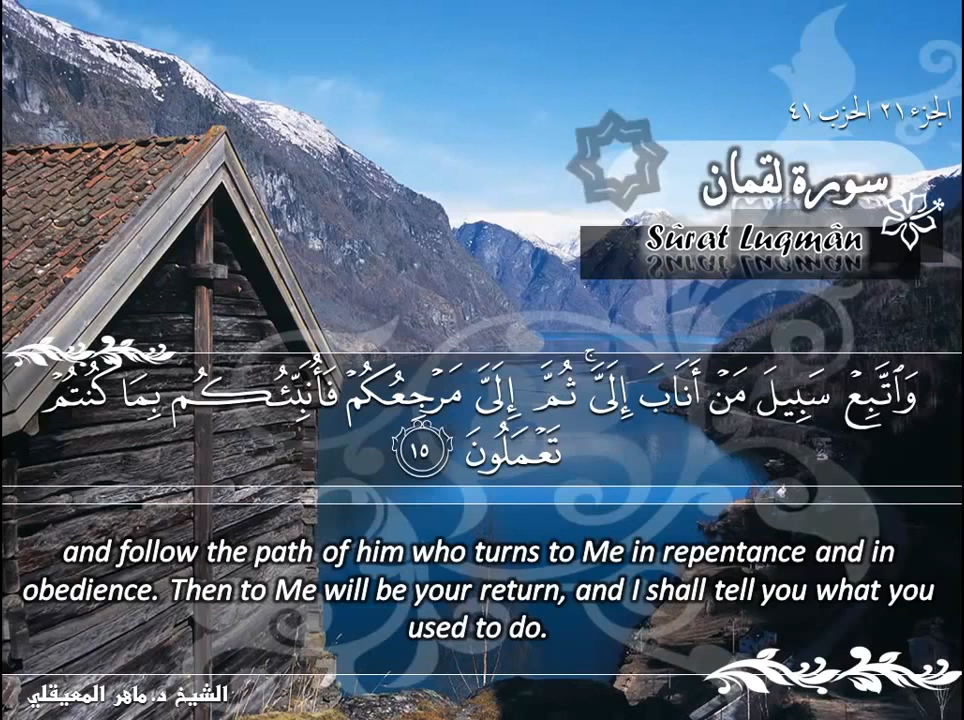 الجزء ٢١ الحزب ٤١
سورة لقمان
Sûrat Luqmân
وَٱتَّبِعْ سَبِيلَ مَنْ أَنَابَ إِلَىَّ ۚ ثُمَّ إِلَىَّ مَرْجِعُكُمْ فَأُنَبِّئُكُم بِمَا كُنتُمْ
تَعْمَلُونَ ١٥
and follow the path of him who turns to Me in repentance and in
obedience. Then to Me will be your return, and I shall tell you what you
used to do.
الشيخ د. ماهر المعيقلي